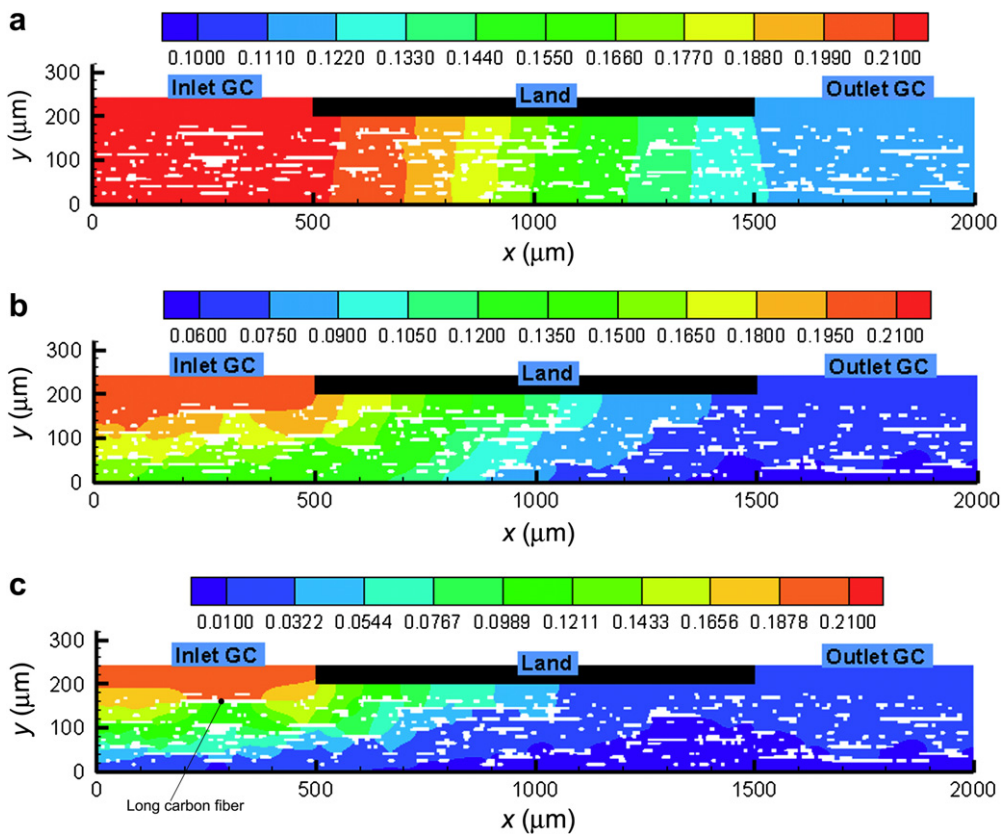 a
0.1000 0.1110 0.1220 0.1330 0.1440 0.1550 0.1660 0.1770 0.1880 0.1990 0.2100
Inlet GC Land Outlet GC
300
200
100
0
y (μm)
0 500 1000 1500 2000
x (μm)
b
0.0600 0.0750 0.0900 0.1050 0.1200 0.1350 0.1500 0.1650 0.1800 0.1950 0.2100
Inlet GC Land Outlet GC
300
200
100
0
y (μm)
0 500 1000 1500 2000
x (μm)
c
0.0100 0.0322 0.0544 0.0767 0.0989 0.1211 0.1433 0.1656 0.1878 0.2100
Inlet GC Land Outlet GC
300
200
100
0
y (μm)
0 500 1000 1500 2000
Long carbon fiber
x (μm)